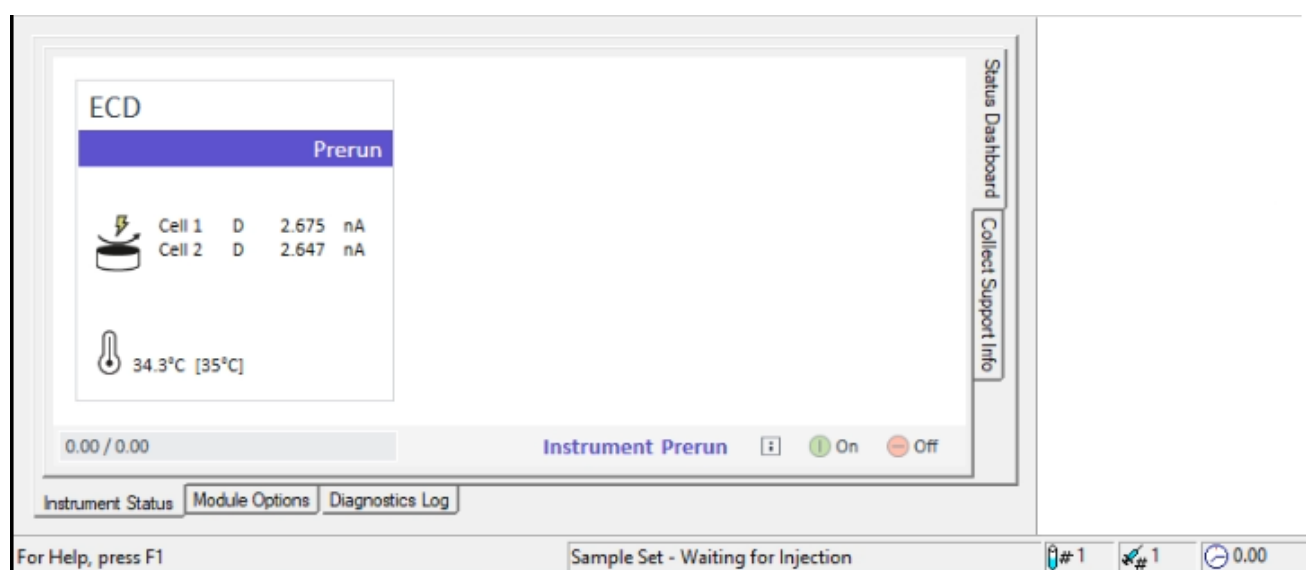 ECD
Prerun
Cell 1 D 2.675 nA
Cell 2 D 2.647 nA
34.3°C [35°C]
0.00 / 0.00
Instrument Prerun
On
Off
Status Dashboard
Collect Support Info
Instrument Status
Module Options
Diagnostics Log
For Help, press F1
Sample Set - Waiting for Injection
#1
#1
0.00